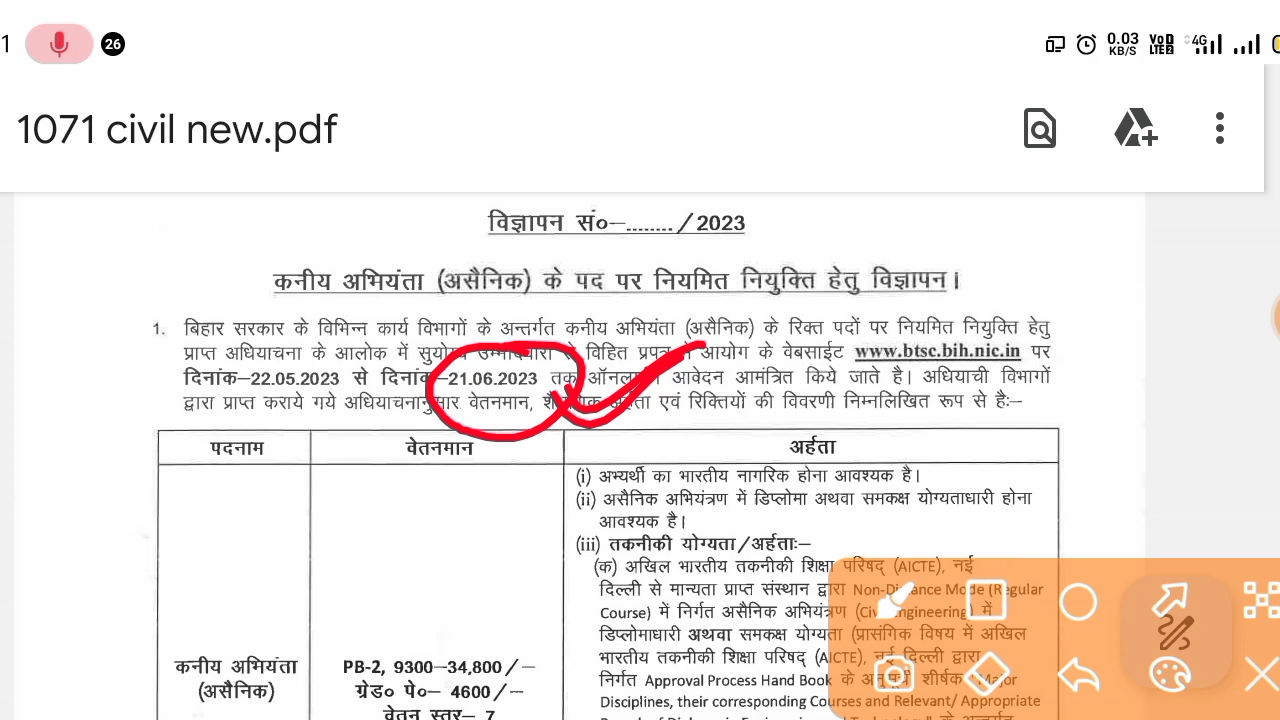 1 26 0.03 KB/S VoD LTE2 4G
1071 civil new.pdf
विज्ञापन सं०–......../2023
कनीय अभियंता (असैनिक) के पद पर नियमित नियुक्ति हेतु विज्ञापन।
1. बिहार सरकार के विभिन्न कार्य विभागों के अन्तर्गत कनीय अभियंता (असैनिक) के रिक्त पदों पर नियमित नियुक्ति हेतु
प्राप्त अधियाचना के आलोक में सुयोग्य उम्मीदवारों से विहित प्रपत्र में आयोग के वेबसाईट www.btsc.bih.nic.in पर
दिनांक–22.05.2023 से दिनांक–21.06.2023 तक ऑनलाईन आवेदन आमंत्रित किये जाते है। अधियाची विभागों
द्वारा प्राप्त कराये गये अधियाचनानुसार वेतनमान, शैक्षणिक अर्हता एवं रिक्तियों की विवरणी निम्नलिखित रूप से है:–
पदनाम वेतनमान अर्हता
(i) अभ्यर्थी का भारतीय नागरिक होना आवश्यक है।
(ii) असैनिक अभियंत्रण में डिप्लोमा अथवा समकक्ष योग्यताधारी होना
आवश्यक है।
(iii) तकनीकी योग्यता/अर्हताः–
(क) अखिल भारतीय तकनीकी शिक्षा परिषद् (AICTE), नई
दिल्ली से मान्यता प्राप्त संस्थान द्वारा Non-Distance Mode (Regular
Course) में निर्गत असैनिक अभियंत्रण (Civil Engineering) में
डिप्लोमाधारी अथवा समकक्ष योग्यता (प्रासंगिक विषय में अखिल
भारतीय तकनीकी शिक्षा परिषद् (AICTE), नई दिल्ली द्वारा
निर्गत Approval Process Hand Book के शीर्षक "Major
Disciplines, their corresponding Courses and Relevant/ Appropriate
कनीय अभियंता
(असैनिक)
PB-2, 9300–34,800/–
ग्रेड० पे०– 4600/–
वेतन स्तर– 7